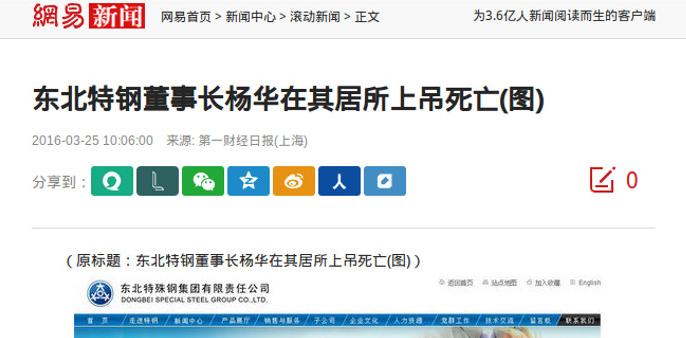 網易 新闻 网易首页 > 新闻中心 > 滚动新闻 > 正文 为3.6亿人新闻阅读而生的客户端
东北特钢董事长杨华在其居所上吊死亡(图)
2016-03-25 10:06:00 来源: 第一财经日报(上海)
分享到： 0
（原标题：东北特钢董事长杨华在其居所上吊死亡(图)）
东北特殊钢集团有限责任公司 返回首页 站点地图 加入收藏 English
DONGBEI SPECIAL STEEL GROUP CO.,LTD.
首 页 走进特钢 新闻中心 产品展厅 销售与服务 子公司 企业文化 人力资源 党群工作 技术交流 留言板 联系我们